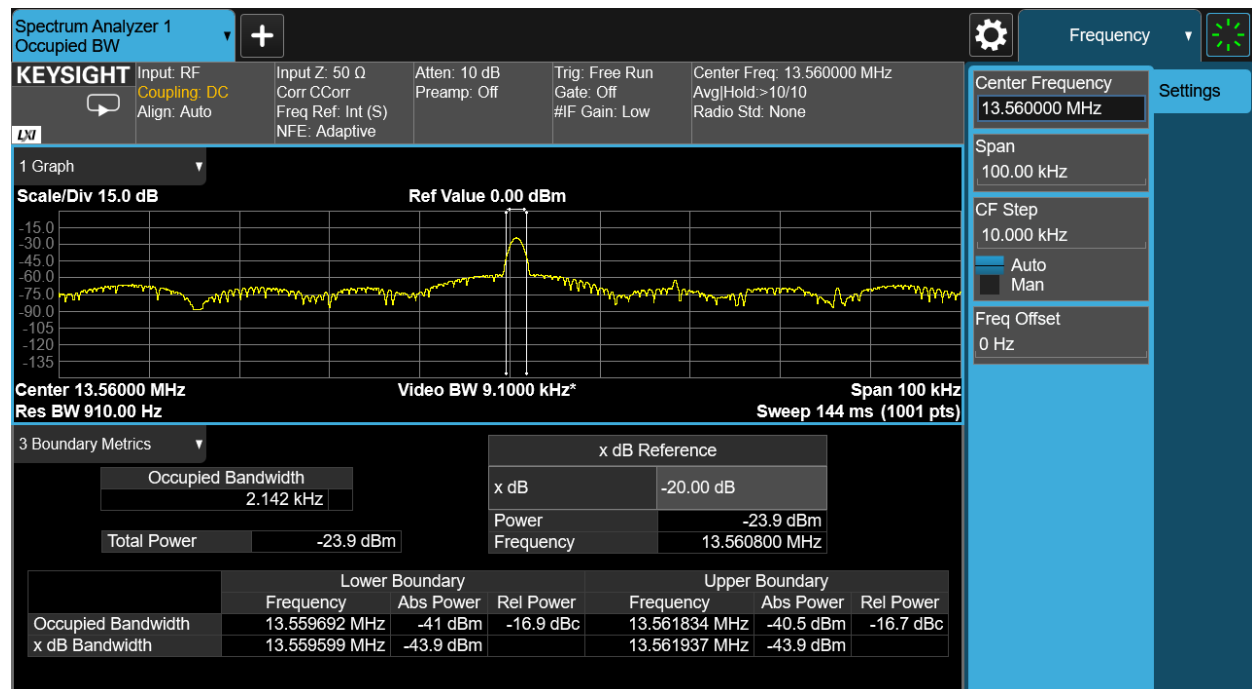 Spectrum Analyzer 1
Occupied BW
+
Frequency
KEYSIGHT
LXI
Input: RF
Coupling: DC
Align: Auto
Input Z: 50 Ω
Corr CCorr
Freq Ref: Int (S)
NFE: Adaptive
Atten: 10 dB
Preamp: Off
Trig: Free Run
Gate: Off
#IF Gain: Low
Center Freq: 13.560000 MHz
Avg|Hold:>10/10
Radio Std: None
Center Frequency
13.560000 MHz
Settings
Span
100.00 kHz
CF Step
10.000 kHz
Auto
Man
Freq Offset
0 Hz
1 Graph
Scale/Div 15.0 dB Ref Value 0.00 dBm
-15.0
-30.0
-45.0
-60.0
-75.0
-90.0
-105
-120
-135
Center 13.56000 MHz Video BW 9.1000 kHz* Span 100 kHz
Res BW 910.00 Hz Sweep 144 ms (1001 pts)
3 Boundary Metrics
Occupied Bandwidth
2.142 kHz
Total Power -23.9 dBm
x dB Reference
x dB -20.00 dB
Power -23.9 dBm
Frequency 13.560800 MHz
Lower Boundary Upper Boundary
Frequency Abs Power Rel Power Frequency Abs Power Rel Power
Occupied Bandwidth 13.559692 MHz -41 dBm -16.9 dBc 13.561834 MHz -40.5 dBm -16.7 dBc
x dB Bandwidth 13.559599 MHz -43.9 dBm 13.561937 MHz -43.9 dBm